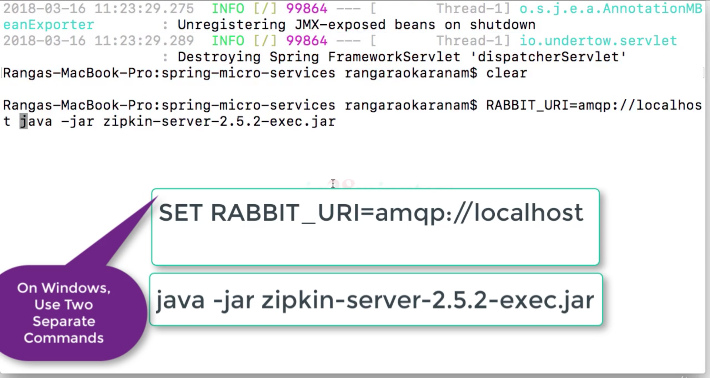 2018-03-16 11:23:29.275  INFO [/] 99864 --- [       Thread-1] o.s.j.e.a.AnnotationMB
eanExporter        : Unregistering JMX-exposed beans on shutdown
2018-03-16 11:23:29.289  INFO [/] 99864 --- [       Thread-1] io.undertow.servlet
                   : Destroying Spring FrameworkServlet 'dispatcherServlet'
Rangas-MacBook-Pro:spring-micro-services rangaraokaranam$ clear
Rangas-MacBook-Pro:spring-micro-services rangaraokaranam$ RABBIT_URI=amqp://localhos
t java -jar zipkin-server-2.5.2-exec.jar
SET RABBIT_URI=amqp://localhost
java -jar zipkin-server-2.5.2-exec.jar
On Windows,
Use Two
Separate
Commands